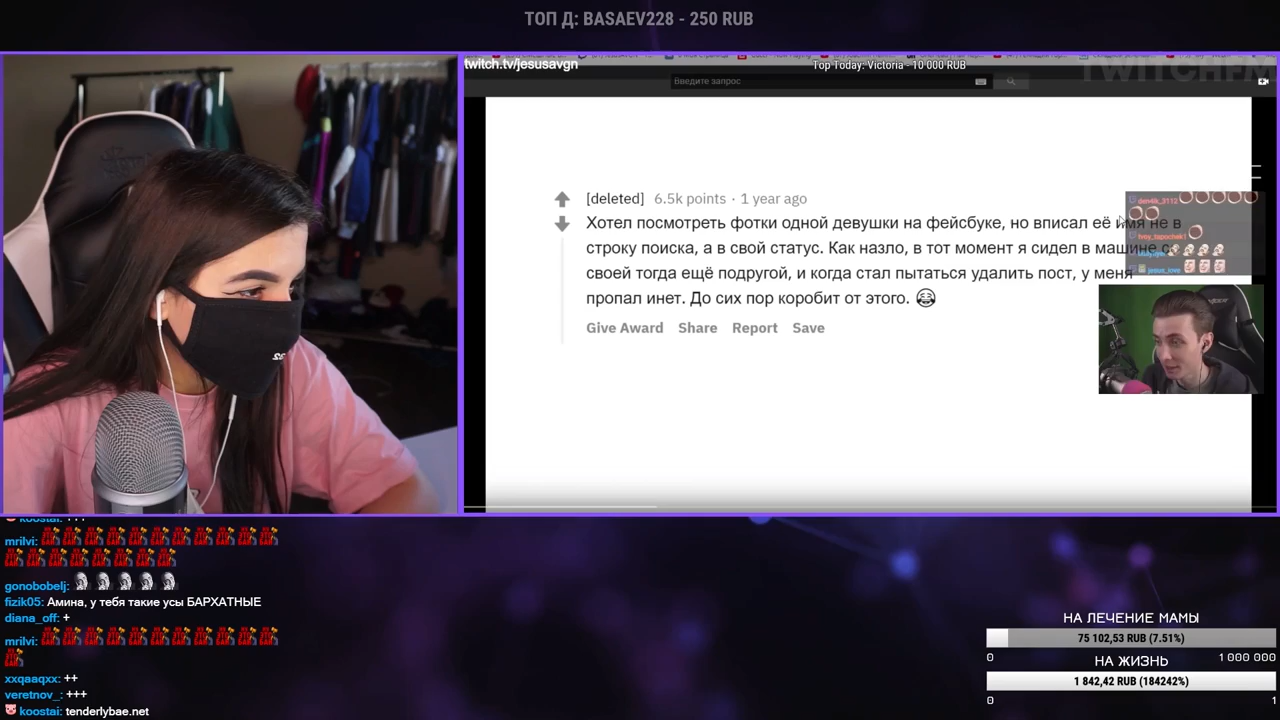 ТОП Д: BASAEV228 - 250 RUB
twitch.tv/jesusavgn
Top Today: Victoria - 10 000 RUB
Введите запрос
[deleted] 6.5k points · 1 year ago
Хотел посмотреть фотки одной девушки на фейсбуке, но вписал её имя не в
строку поиска, а в свой статус. Как назло, в тот момент я сидел в машине с
своей тогда ещё подругой, и когда стал пытаться удалить пост, у меня
пропал инет. До сих пор коробит от этого.
Give Award Share Report Save
koostai: +++
mrilvi:
gonobobelj:
fizik05: Амина, у тебя такие усы БАРХАТНЫЕ
diana_off: +
mrilvi:
xxqaaqxx: ++
veretnov_: +++
koostai: tenderlybae.net
НА ЛЕЧЕНИЕ МАМЫ
75 102,53 RUB (7.51%)
0 1 000 000
НА ЖИЗНЬ
1 842,42 RUB (184242%)
0 1